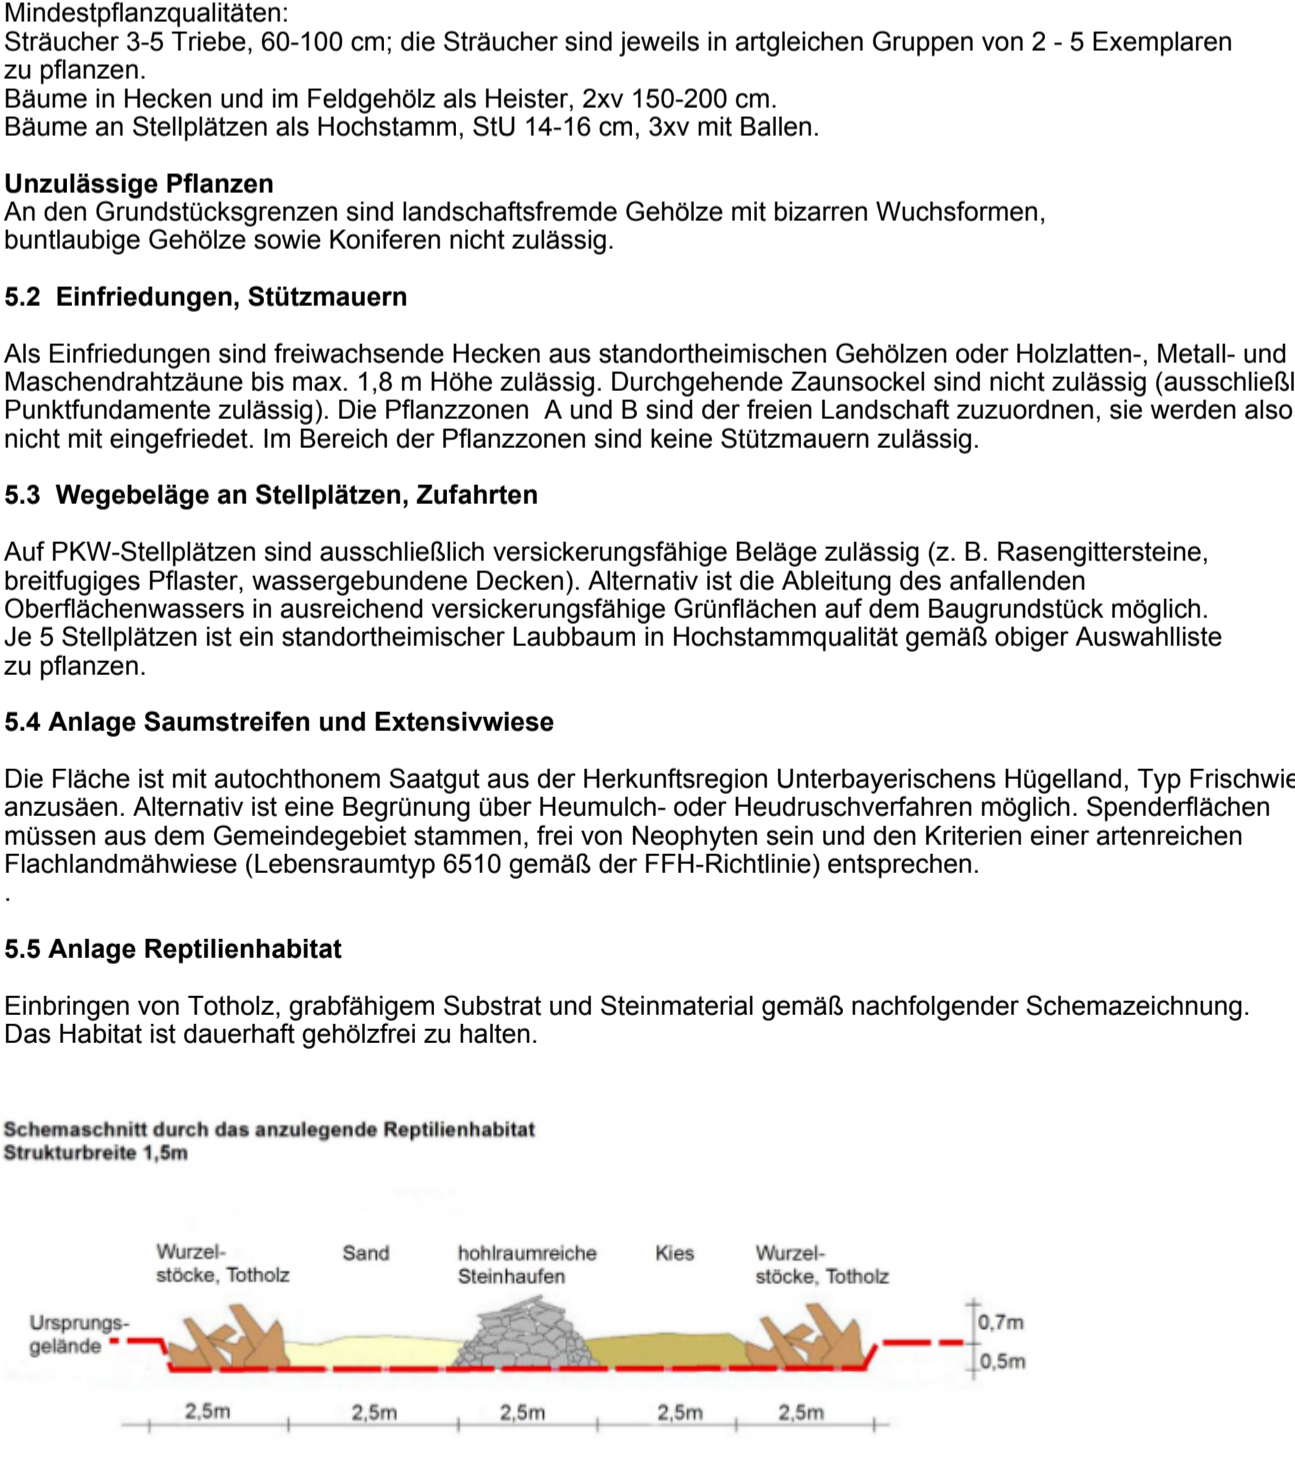 Mindestpflanzqualitäten:
Sträucher 3-5 Triebe, 60-100 cm; die Sträucher sind jeweils in artgleichen Gruppen von 2 - 5 Exemplaren
zu pflanzen.
Bäume in Hecken und im Feldgehölz als Heister, 2xv 150-200 cm.
Bäume an Stellplätzen als Hochstamm, StU 14-16 cm, 3xv mit Ballen.
Unzulässige Pflanzen
An den Grundstücksgrenzen sind landschaftsfremde Gehölze mit bizarren Wuchsformen,
buntlaubige Gehölze sowie Koniferen nicht zulässig.
5.2 Einfriedungen, Stützmauern
Als Einfriedungen sind freiwachsende Hecken aus standortheimischen Gehölzen oder Holzlatten-, Metall- und
Maschendrahtzäune bis max. 1,8 m Höhe zulässig. Durchgehende Zaunsockel sind nicht zulässig (ausschließl
Punktfundamente zulässig). Die Pflanzzonen A und B sind der freien Landschaft zuzuordnen, sie werden also
nicht mit eingefriedet. Im Bereich der Pflanzzonen sind keine Stützmauern zulässig.
5.3 Wegebeläge an Stellplätzen, Zufahrten
Auf PKW-Stellplätzen sind ausschließlich versickerungsfähige Beläge zulässig (z. B. Rasengittersteine,
breitfugiges Pflaster, wassergebundene Decken). Alternativ ist die Ableitung des anfallenden
Oberflächenwassers in ausreichend versickerungsfähige Grünflächen auf dem Baugrundstück möglich.
Je 5 Stellplätzen ist ein standortheimischer Laubbaum in Hochstammqualität gemäß obiger Auswahlliste
zu pflanzen.
5.4 Anlage Saumstreifen und Extensivwiese
Die Fläche ist mit autochthonem Saatgut aus der Herkunftsregion Unterbayerischens Hügelland, Typ Frischwie
anzusäen. Alternativ ist eine Begrünung über Heumulch- oder Heudruschverfahren möglich. Spenderflächen
müssen aus dem Gemeindegebiet stammen, frei von Neophyten sein und den Kriterien einer artenreichen
Flachlandmähwiese (Lebensraumtyp 6510 gemäß der FFH-Richtlinie) entsprechen.
.
5.5 Anlage Reptilienhabitat
Einbringen von Totholz, grabfähigem Substrat und Steinmaterial gemäß nachfolgender Schemazeichnung.
Das Habitat ist dauerhaft gehölzfrei zu halten.
Schemaschnitt durch das anzulegende Reptilienhabitat
Strukturbreite 1,5m
Wurzel-
stöcke, Totholz
Sand
hohlraumreiche
Steinhaufen
Kies
Wurzel-
stöcke, Totholz
Ursprungs-
gelände
0,7m
0,5m
2,5m 2,5m 2,5m 2,5m 2,5m